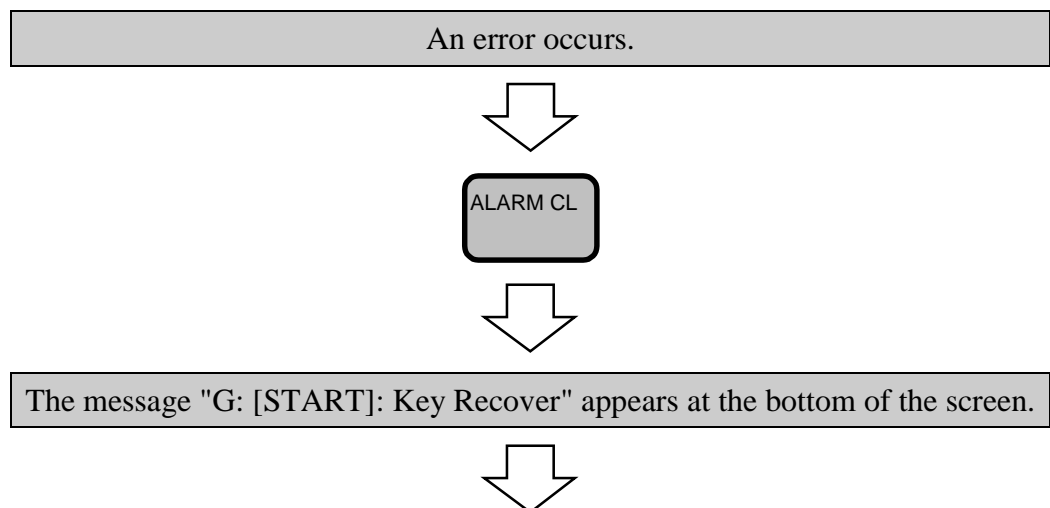 An error occurs.
ALARM CL
The message "G: [START]: Key Recover" appears at the bottom of the screen.